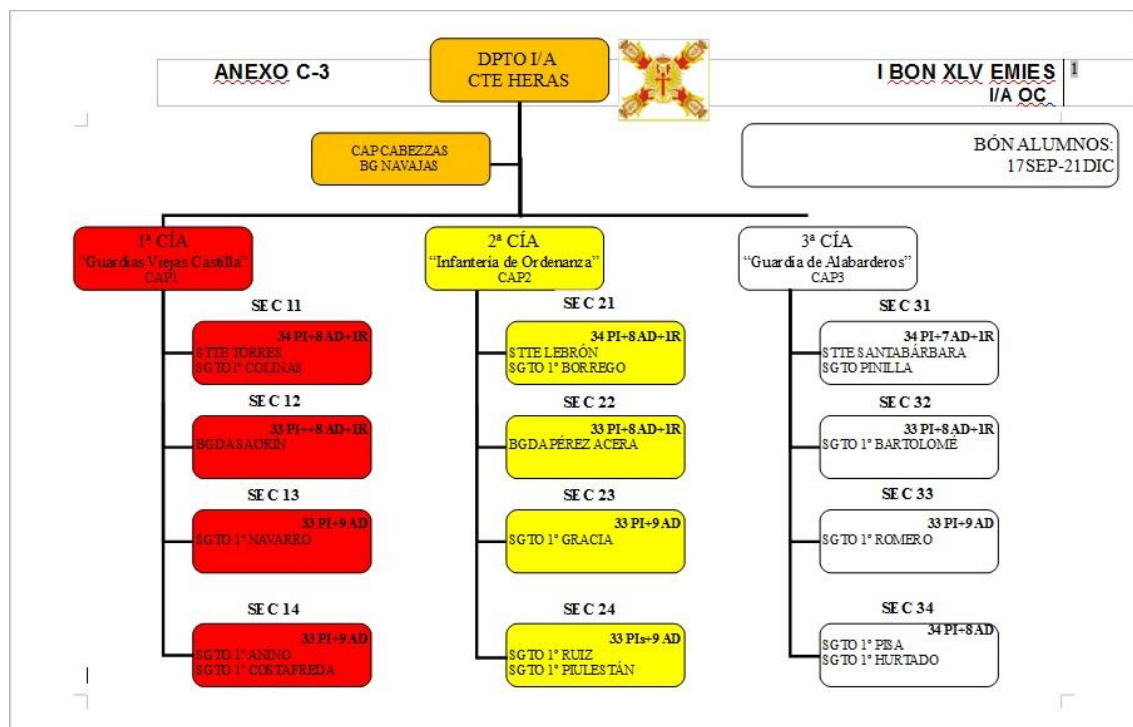 ANEXO C-3
DPTO I/A
CTE HERAS
I BON XLV EMIES
I/A OC
1
CAP CABEZZAS
BG NAVAJAS
BÓN ALUMNOS:
17SEP-21DIC
1ª CÍA
“Guardias Viejas Castilla”
CAP1
2ª CÍA
“Infantería de Ordenanza”
CAP2
3ª CÍA
“Guardia de Alabarderos”
CAP3
SEC 11
34 PI+8 AD+1R
STTE TORRES
SGTO 1º COLINAS
SEC 21
34 PI+8 AD+1R
STTE LEBRÓN
SGTO 1º BORREGO
SEC 31
34 PI+7 AD+1R
STTE SANTABÁRBARA
SGTO PINILLA
SEC 12
33 PI++8 AD+1R
BGDA SAORÍN
SEC 22
33 PI+8 AD+1R
BGDA PÉREZ ACERA
SEC 32
33 PI+8 AD+1R
SGTO 1º BARTOLOMÉ
SEC 13
33 PI+9 AD
SGTO 1º NAVARRO
SEC 23
33 PI+9 AD
SGTO 1º GRACIA
SEC 33
33 PI+9 AD
SGTO 1º ROMERO
SEC 14
33 PI+9 AD
SGTO 1º ANINO
SGTO 1º COSTAFREDA
SEC 24
33 PIs+9 AD
SGTO 1º RUIZ
SGTO 1º PIULESTÁN
SEC 34
34 PI+8 AD
SGTO 1º PISA
SGTO 1º HURTADO